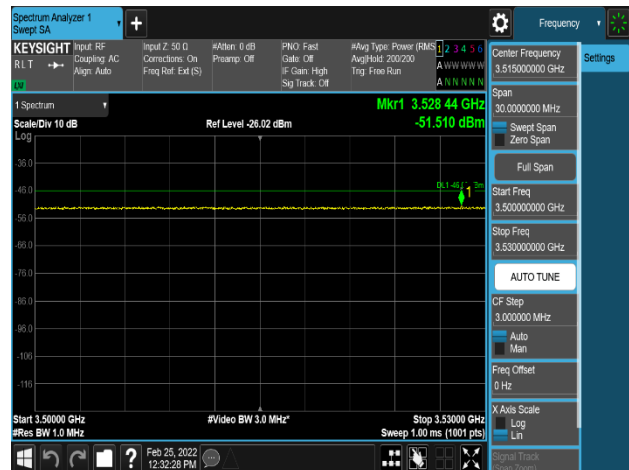 Spectrum Analyzer 1
Swept SA
Frequency
KEYSIGHT
RLT
Input: RF
Coupling: AC
Align: Auto
Input Z: 50 Ω
Corrections: On
Freq Ref: Ext (S)
#Atten: 0 dB
Preamp: Off
PNO: Fast
Gate: Off
IF Gain: High
Sig Track: Off
#Avg Type: Power (RMS
Avg|Hold: 200/200
Trig: Free Run
1 2 3 4 5 6
A W W W W W
A N N N N N
1 Spectrum
Mkr1 3.528 44 GHz
Scale/Div 10 dB
Ref Level -26.02 dBm
-51.510 dBm
Log
-36.0
-46.0
1
-56.0
-66.0
-76.0
-86.0
-96.0
-106
-116
Start 3.50000 GHz
#Video BW 3.0 MHz*
Stop 3.53000 GHz
#Res BW 1.0 MHz
Sweep 1.00 ms (1001 pts)
Feb 25, 2022
12:32:28 PM
Center Frequency
3.515000000 GHz
Settings
Span
30.0000000 MHz
Swept Span
Zero Span
Full Span
Start Freq
3.500000000 GHz
Stop Freq
3.530000000 GHz
AUTO TUNE
CF Step
3.000000 MHz
Auto
Man
Freq Offset
0 Hz
X Axis Scale
Log
Lin
Signal Track
(Span Zoom)